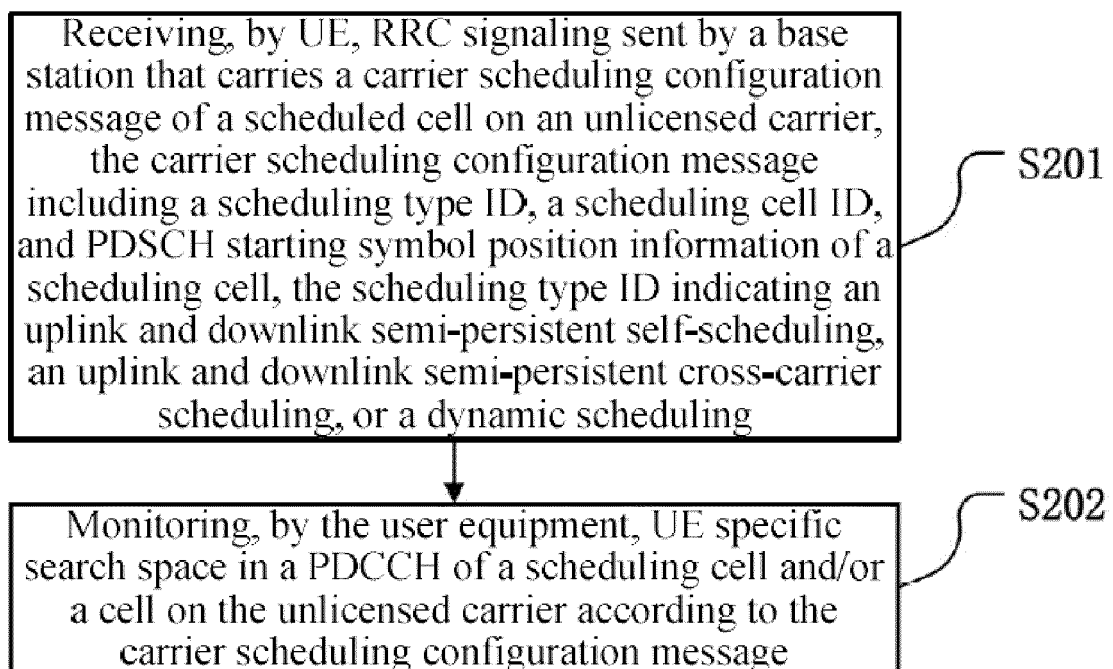 Receiving, by UE, RRC signaling sent by a base
station that carries a carrier scheduling configuration
message of a scheduled cell on an unlicensed carrier,
the carrier scheduling configuration message
including a scheduling type ID, a scheduling cell ID,
and PDSCH starting symbol position information of a
scheduling cell, the scheduling type ID indicating an
uplink and downlink semi-persistent self-scheduling,
an uplink and downlink semi-persistent cross-carrier
scheduling, or a dynamic scheduling
S201
Monitoring, by the user equipment, UE specific
search space in a PDCCH of a scheduling cell and/or
a cell on the unlicensed carrier according to the
carrier scheduling configuration message
S202